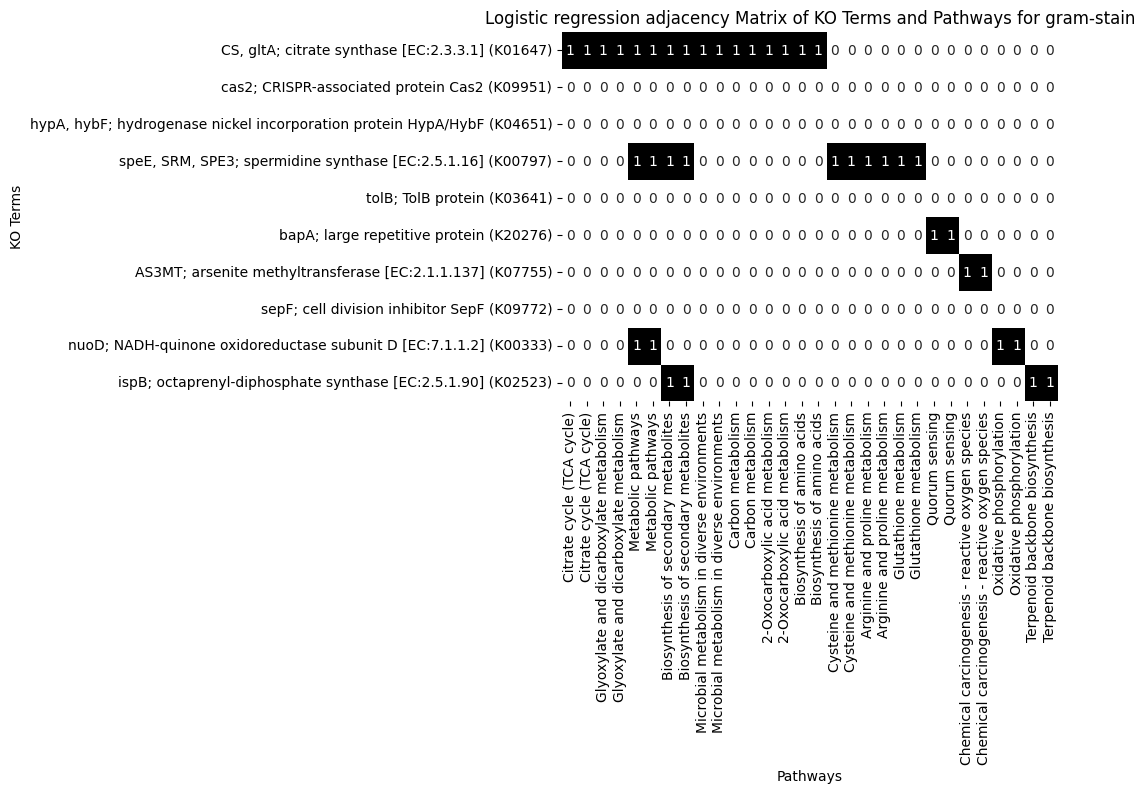 Logistic regression adjacency Matrix of KO Terms and Pathways for gram-stain
KO Terms
CS, gltA; citrate synthase [EC:2.3.3.1] (K01647) 1 1 1 1 1 1 1 1 1 1 1 1 1 1 1 1 0 0 0 0 0 0 0 0 0 0 0 0 0 0
cas2; CRISPR-associated protein Cas2 (K09951) 0 0 0 0 0 0 0 0 0 0 0 0 0 0 0 0 0 0 0 0 0 0 0 0 0 0 0 0 0 0
hypA, hybF; hydrogenase nickel incorporation protein HypA/HybF (K04651) 0 0 0 0 0 0 0 0 0 0 0 0 0 0 0 0 0 0 0 0 0 0 0 0 0 0 0 0 0 0
speE, SRM, SPE3; spermidine synthase [EC:2.5.1.16] (K00797) 0 0 0 0 1 1 1 1 0 0 0 0 0 0 0 0 1 1 1 1 1 1 0 0 0 0 0 0 0 0
tolB; TolB protein (K03641) 0 0 0 0 0 0 0 0 0 0 0 0 0 0 0 0 0 0 0 0 0 0 0 0 0 0 0 0 0 0
bapA; large repetitive protein (K20276) 0 0 0 0 0 0 0 0 0 0 0 0 0 0 0 0 0 0 0 0 0 0 1 1 0 0 0 0 0 0
AS3MT; arsenite methyltransferase [EC:2.1.1.137] (K07755) 0 0 0 0 0 0 0 0 0 0 0 0 0 0 0 0 0 0 0 0 0 0 0 0 1 1 0 0 0 0
sepF; cell division inhibitor SepF (K09772) 0 0 0 0 0 0 0 0 0 0 0 0 0 0 0 0 0 0 0 0 0 0 0 0 0 0 0 0 0 0
nuoD; NADH-quinone oxidoreductase subunit D [EC:7.1.1.2] (K00333) 0 0 0 0 1 1 0 0 0 0 0 0 0 0 0 0 0 0 0 0 0 0 0 0 0 0 1 1 0 0
ispB; octaprenyl-diphosphate synthase [EC:2.5.1.90] (K02523) 0 0 0 0 0 0 1 1 0 0 0 0 0 0 0 0 0 0 0 0 0 0 0 0 0 0 0 0 1 1
Citrate cycle (TCA cycle)
Citrate cycle (TCA cycle)
Glyoxylate and dicarboxylate metabolism
Glyoxylate and dicarboxylate metabolism
Metabolic pathways
Metabolic pathways
Biosynthesis of secondary metabolites
Biosynthesis of secondary metabolites
Microbial metabolism in diverse environments
Microbial metabolism in diverse environments
Carbon metabolism
Carbon metabolism
2-Oxocarboxylic acid metabolism
2-Oxocarboxylic acid metabolism
Biosynthesis of amino acids
Biosynthesis of amino acids
Cysteine and methionine metabolism
Cysteine and methionine metabolism
Arginine and proline metabolism
Arginine and proline metabolism
Glutathione metabolism
Glutathione metabolism
Quorum sensing
Quorum sensing
Chemical carcinogenesis - reactive oxygen species
Chemical carcinogenesis - reactive oxygen species
Oxidative phosphorylation
Oxidative phosphorylation
Terpenoid backbone biosynthesis
Terpenoid backbone biosynthesis
Pathways